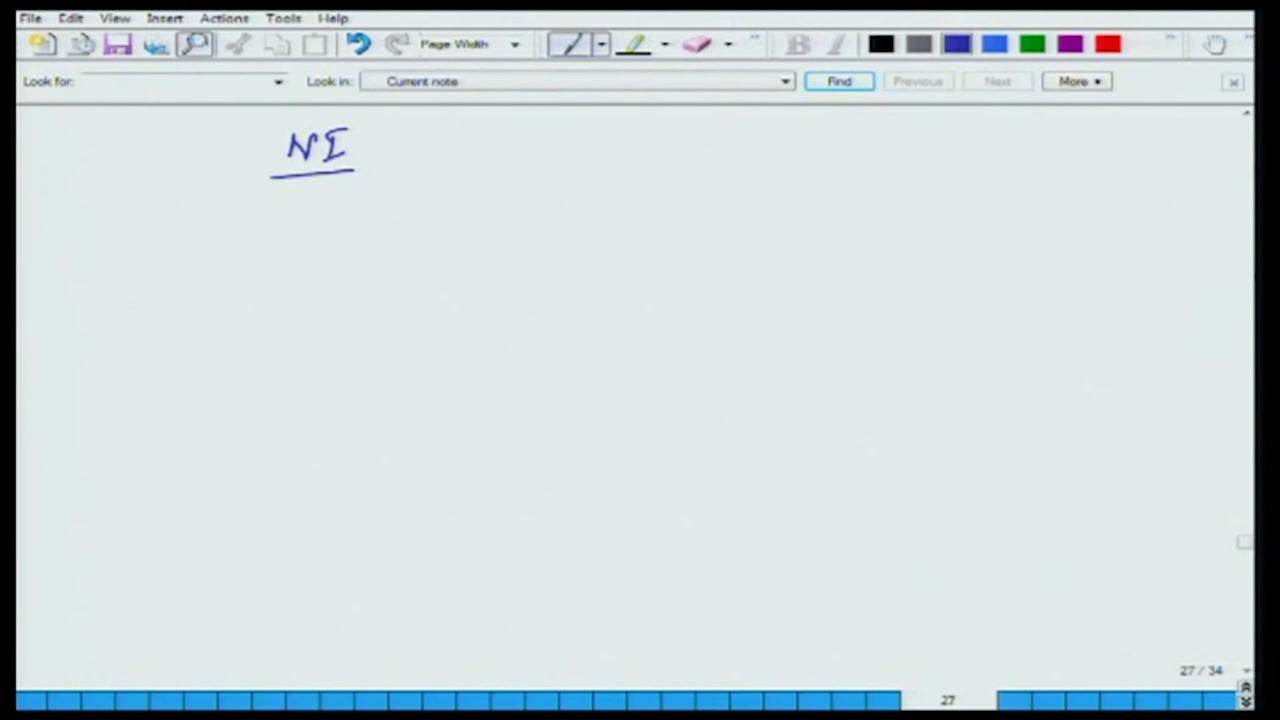 File Edit View Insert Actions Tools Help
Page Width B I
Look for: Look in: Current note Find Previous Next More
NI
27 / 34
27